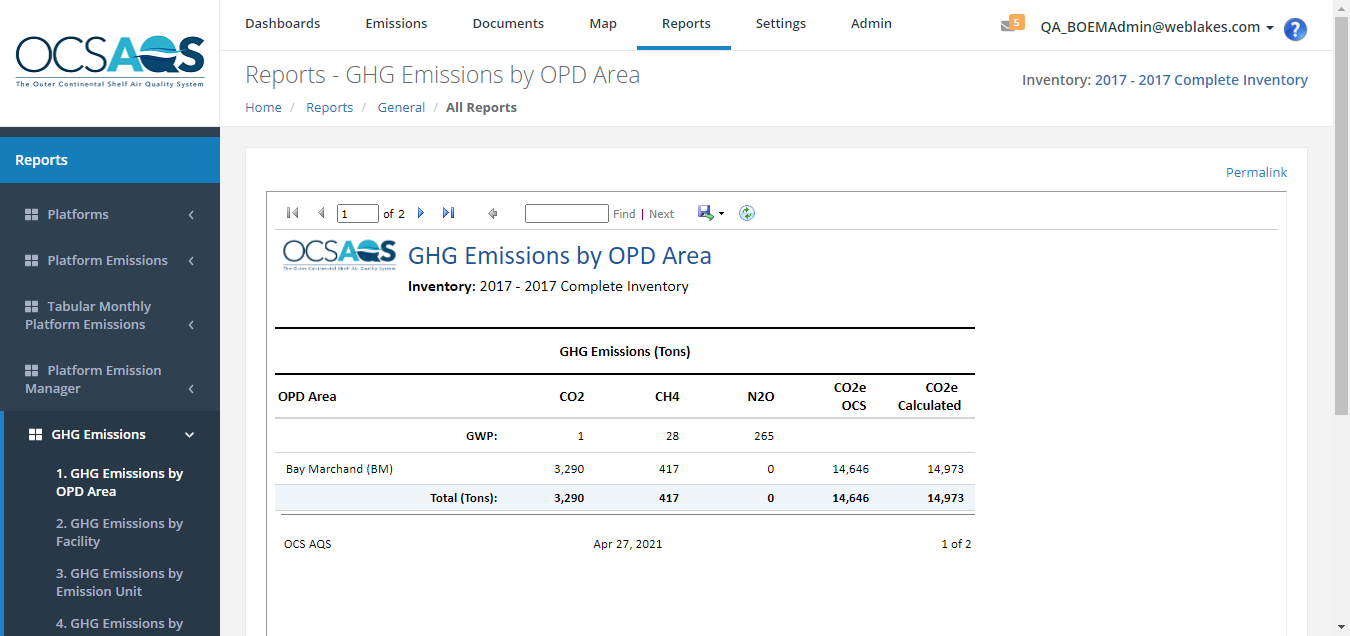 OCSAQS
The Outer Continental Shelf Air Quality System
Dashboards Emissions Documents Map Reports Settings Admin
5 QA_BOEMAdmin@weblakes.com ?
Reports - GHG Emissions by OPD Area
Home / Reports / General / All Reports
Inventory: 2017 - 2017 Complete Inventory
Reports
Platforms
Platform Emissions
Tabular Monthly
Platform Emissions
Platform Emission
Manager
GHG Emissions
1. GHG Emissions by
OPD Area
2. GHG Emissions by
Facility
3. GHG Emissions by
Emission Unit
4. GHG Emissions by
Permalink
1 of 2 Find | Next
OCSAQS
The Outer Continental Shelf Air Quality System
GHG Emissions by OPD Area
Inventory: 2017 - 2017 Complete Inventory
GHG Emissions (Tons)
OPD Area CO2 CH4 N2O CO2e OCS CO2e Calculated
GWP: 1 28 265
Bay Marchand (BM) 3,290 417 0 14,646 14,973
Total (Tons): 3,290 417 0 14,646 14,973
OCS AQS Apr 27, 2021 1 of 2